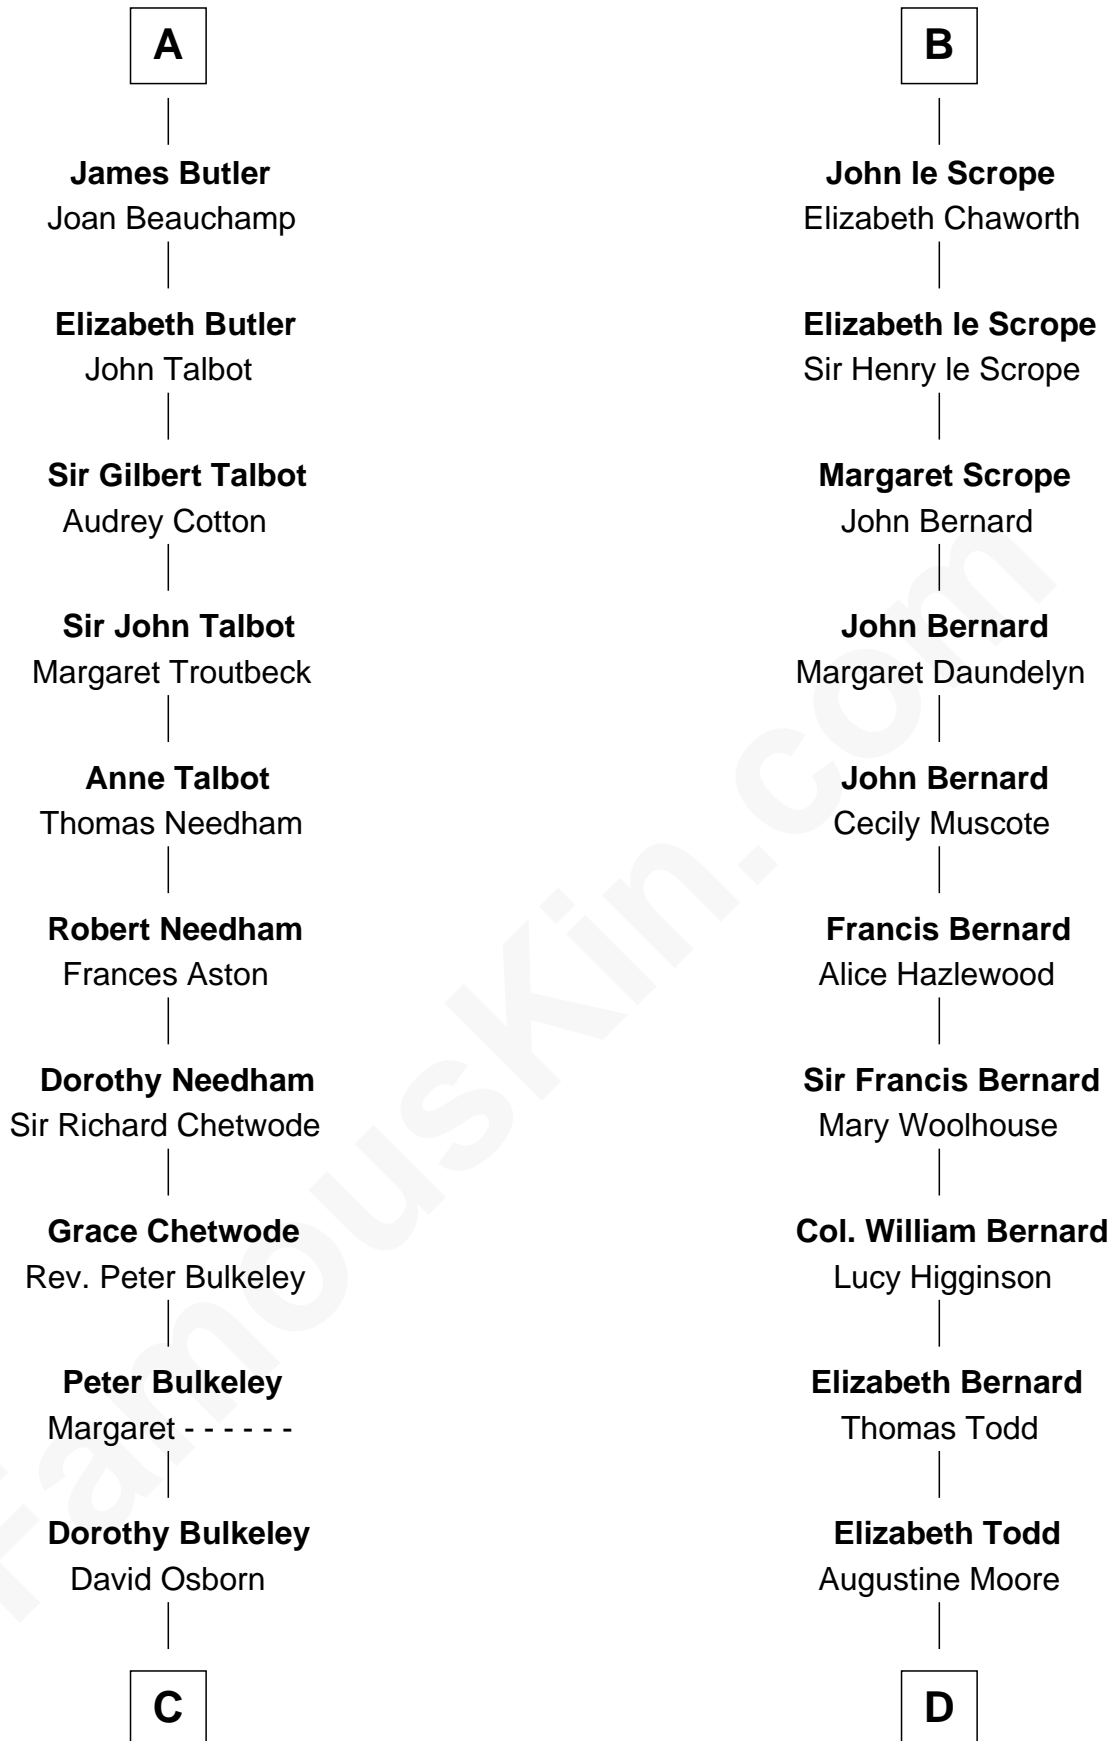 A
James Butler
Joan Beauchamp
Elizabeth Butler
John Talbot
Sir Gilbert Talbot
Audrey Cotton
Sir John Talbot
Margaret Troutbeck
Anne Talbot
Thomas Needham
Robert Needham
Frances Aston
Dorothy Needham
Sir Richard Chetwode
Grace Chetwode
Rev. Peter Bulkeley
Peter Bulkeley
Margaret - - - - - -
Dorothy Bulkeley
David Osborn
C
B
John le Scrope
Elizabeth Chaworth
Elizabeth le Scrope
Sir Henry le Scrope
Margaret Scrope
John Bernard
John Bernard
Margaret Daundelyn
John Bernard
Cecily Muscote
Francis Bernard
Alice Hazlewood
Sir Francis Bernard
Mary Woolhouse
Col. William Bernard
Lucy Higginson
Elizabeth Bernard
Thomas Todd
Elizabeth Todd
Augustine Moore
D
FamousKin.com